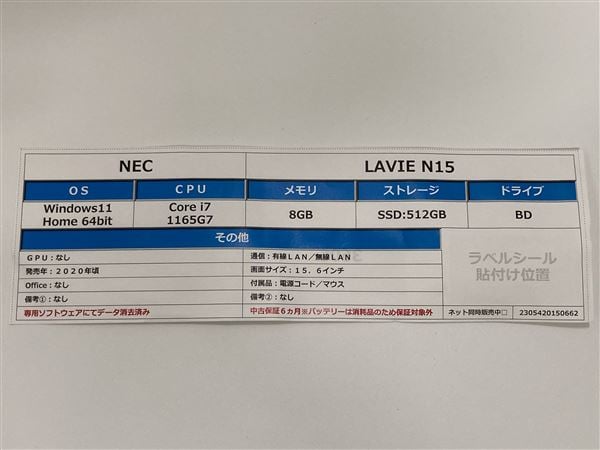 NEC LAVIE N15
OS CPU メモリ ストレージ ドライブ
Windows11 Home 64bit Core i7 1165G7 8GB SSD:512GB BD
その他
GPU:なし 通信:有線LAN/無線LAN
発売年:2020年頃 画面サイズ:15.6インチ
Office:なし 付属品:電源コード/マウス
備考①:なし 備考②:なし
ラベルシール
貼付け位置
専用ソフトウェアにてデータ消去済み 中古保証6ヵ月※バッテリーは消耗品のため保証対象外 ネット同時販売中□ 2305420150662